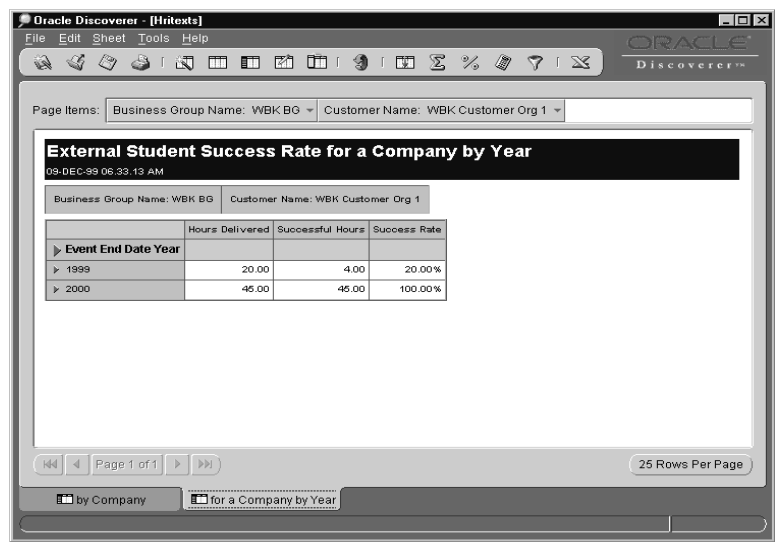 Oracle Discoverer - [Hritexts]
File Edit Sheet Tools Help
ORACLE
Discoverer™
Page Items: Business Group Name: WBK BG Customer Name: WBK Customer Org 1
External Student Success Rate for a Company by Year
09-DEC-99 06.33.13 AM
Business Group Name: WBK BG Customer Name: WBK Customer Org 1
Hours Delivered Successful Hours Success Rate
Event End Date Year
1999 20.00 4.00 20.00%
2000 45.00 45.00 100.00%
Page 1 of 1 25 Rows Per Page
by Company for a Company by Year